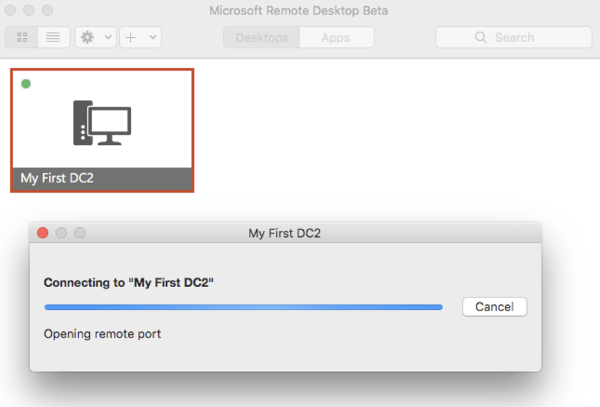 Microsoft Remote Desktop Beta
Desktops Apps Search
My First DC2
My First DC2
Connecting to "My First DC2"
Cancel
Opening remote port